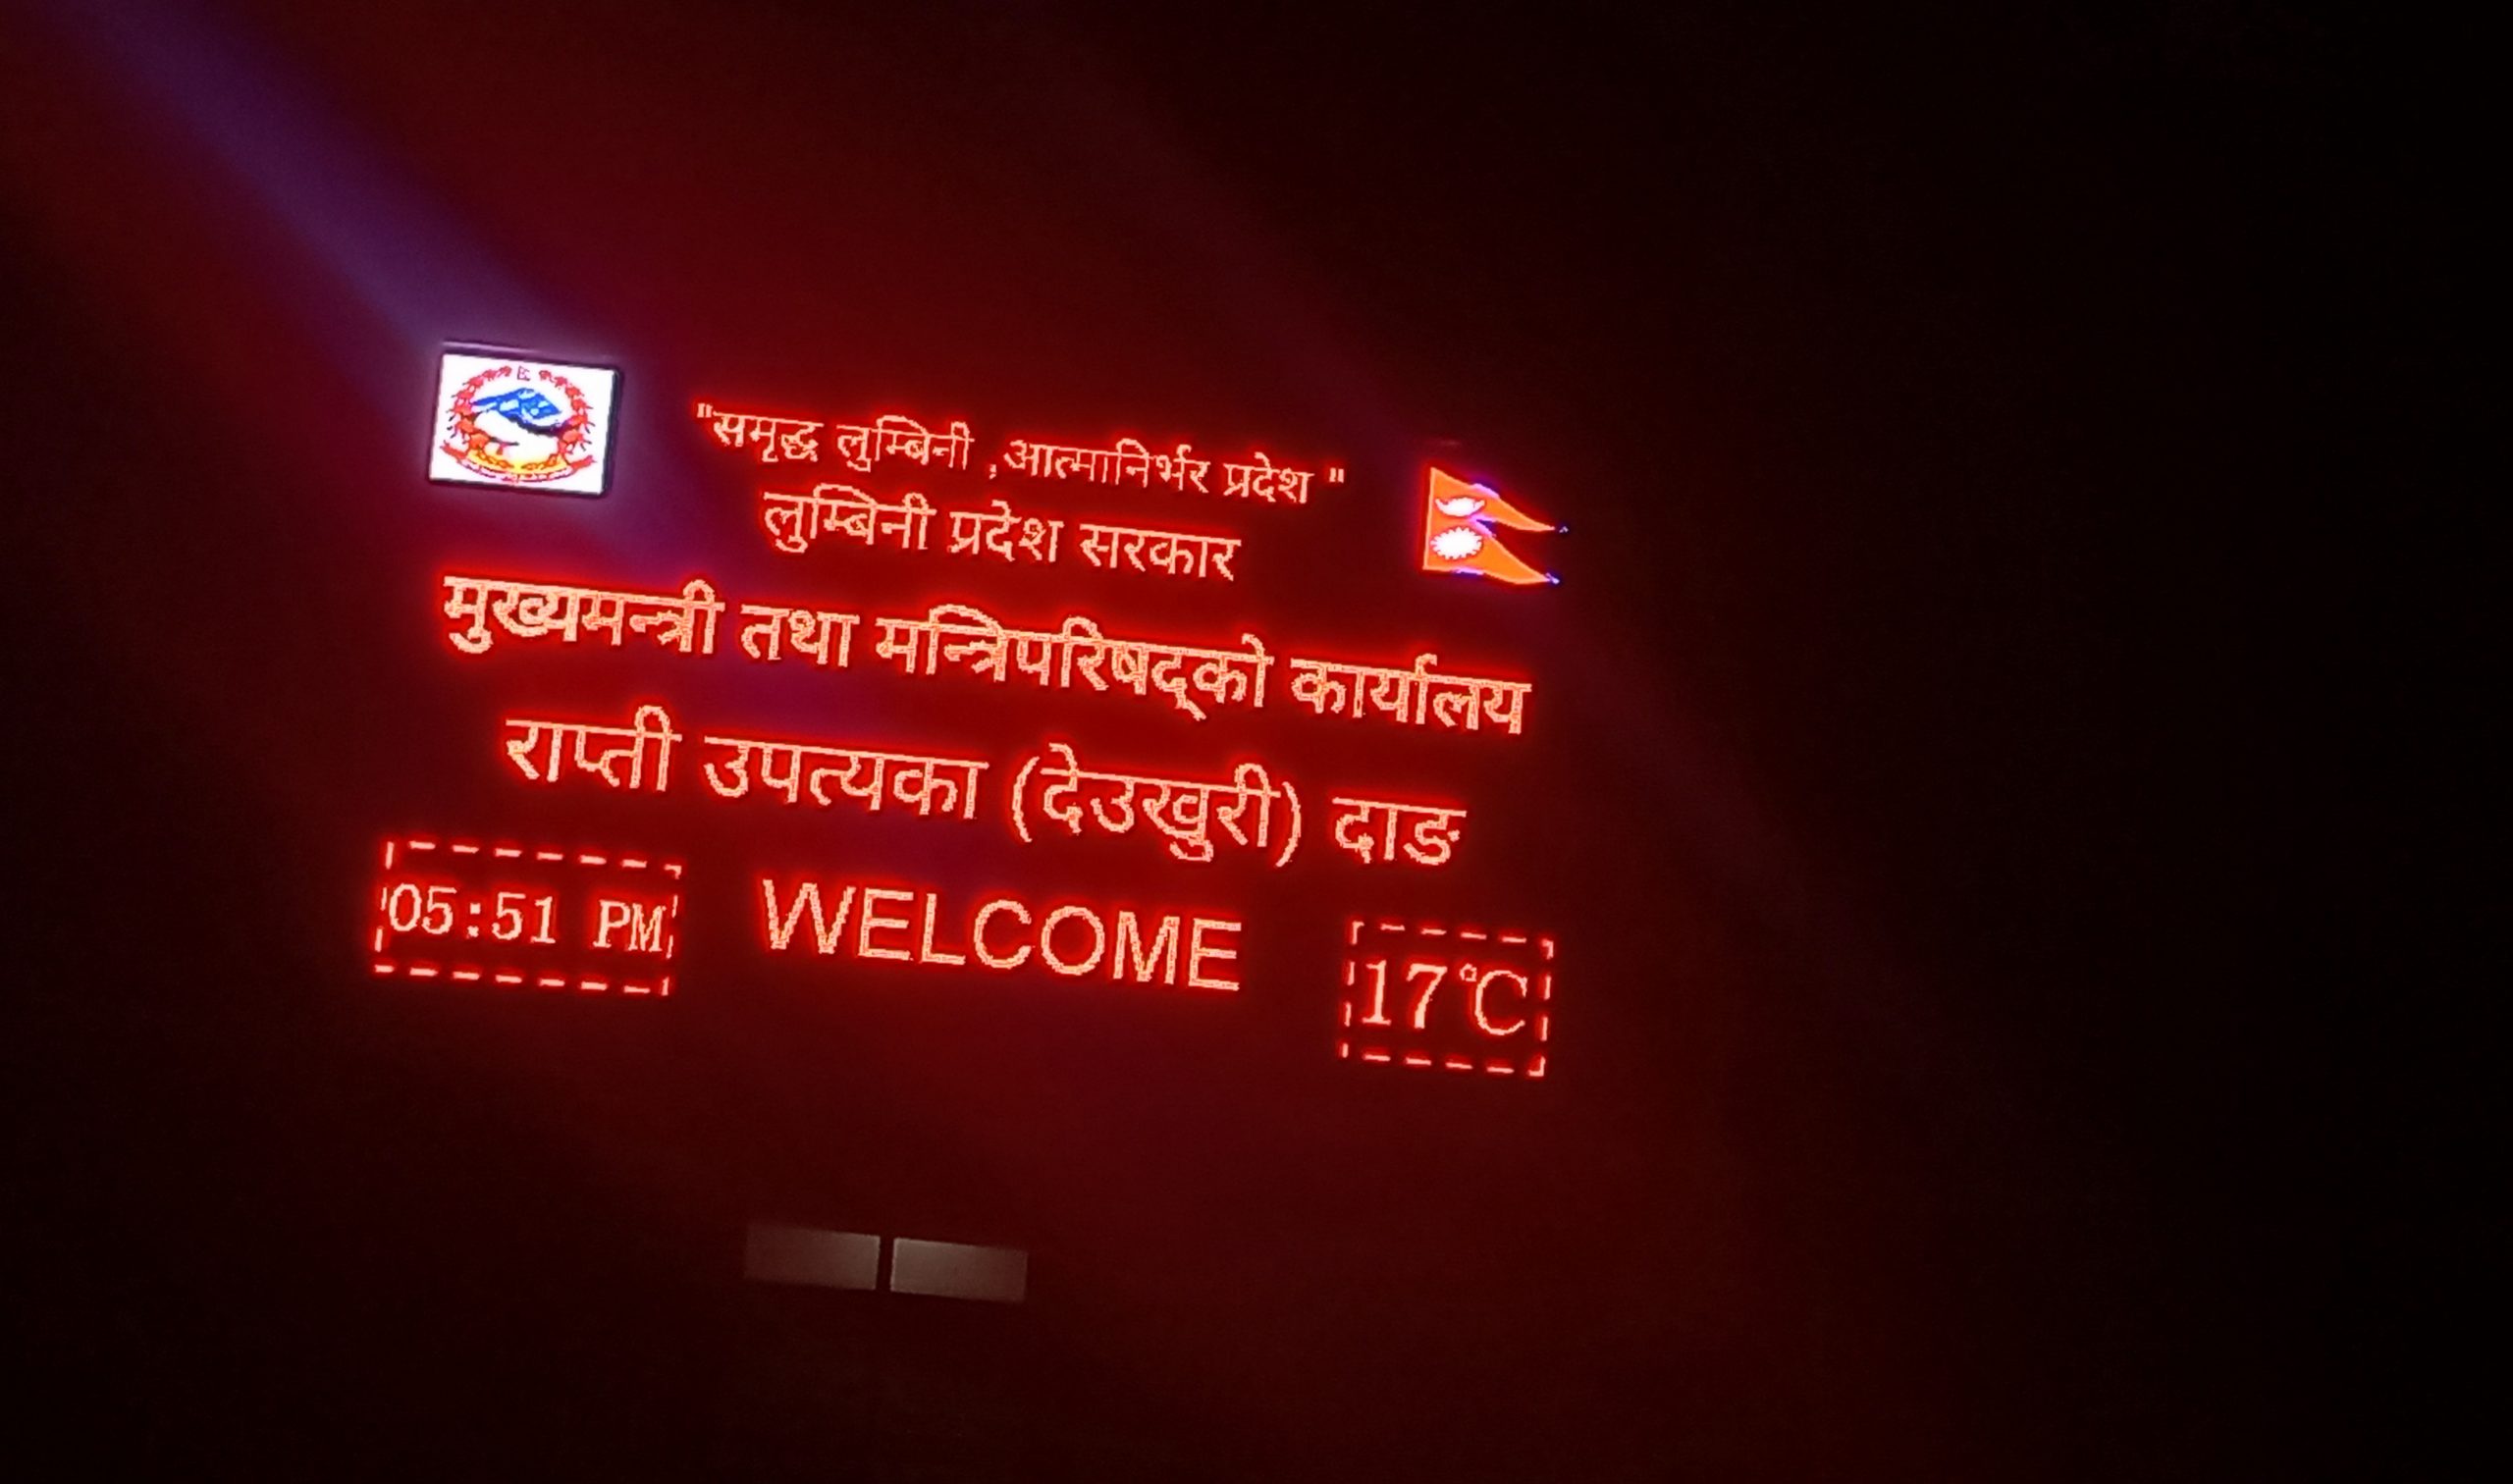 "समृद्ध लुम्बिनी ,आत्मानिर्भर प्रदेश "
लुम्बिनी प्रदेश सरकार
मुख्यमन्त्री तथा मन्त्रिपरिषद्को कार्यालय
राप्ती उपत्यका (देउखुरी) दाङ
05:51 PM WELCOME 17℃